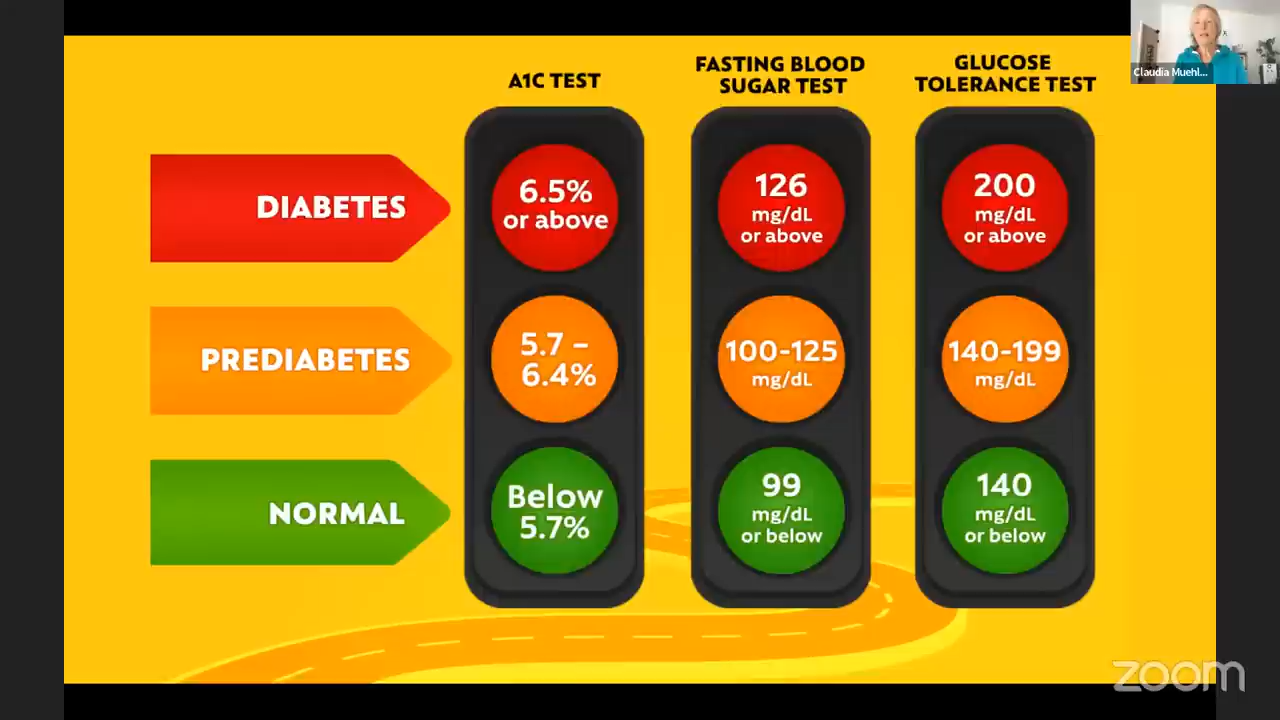 Claudia Muehl...
A1C TEST
FASTING BLOOD
SUGAR TEST
GLUCOSE
TOLERANCE TEST
DIABETES
6.5%
or above
126
mg/dL
or above
200
mg/dL
or above
PREDIABETES
5.7 –
6.4%
100-125
mg/dL
140-199
mg/dL
NORMAL
Below
5.7%
99
mg/dL
or below
140
mg/dL
or below
zoom